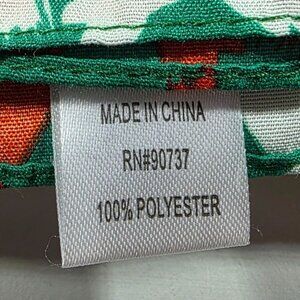 MADE IN CHINA
RN#90737
100% POLYESTER